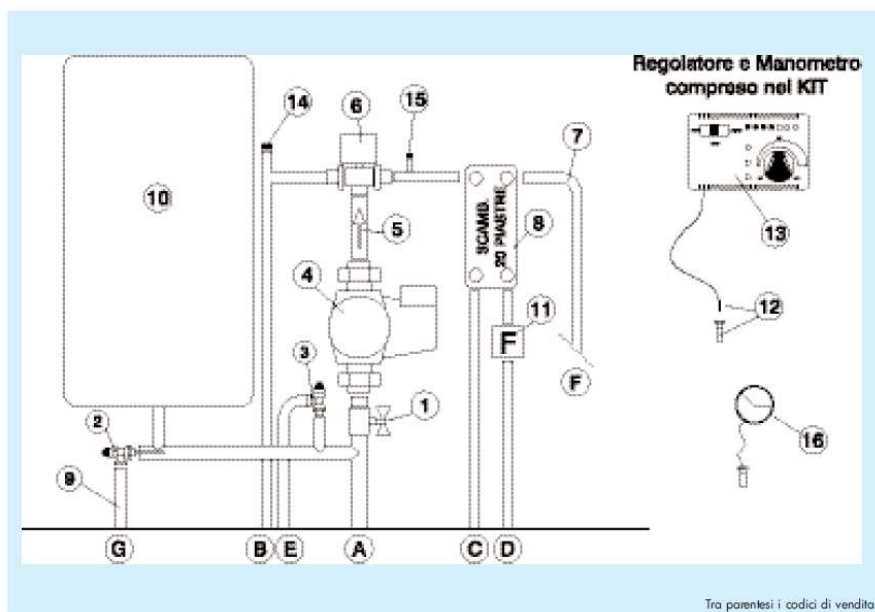 Regolatore e Manometro
compreso nel KIT
14
6
15
7
10
SCAMB.
20 PIASTRE
8
13
5
4
11
12
F
3
F
1
2
16
9
G
B
E
A
C
D
Tra parentesi i codici di vendita